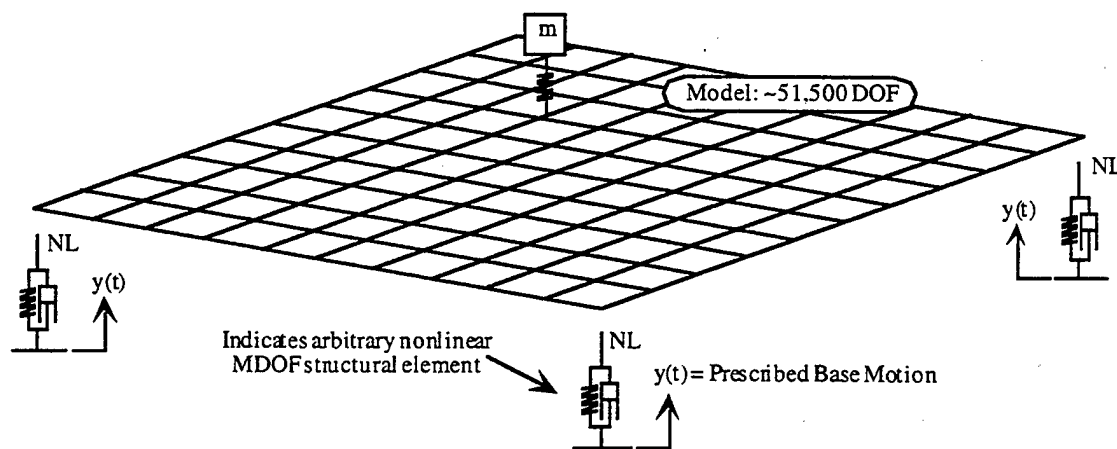 m
Model: ~51,500 DOF
NL
y(t)
NL
y(t)
Indicates arbitrary nonlinear
MDOF structural element
NL
y(t) = Prescribed Base Motion